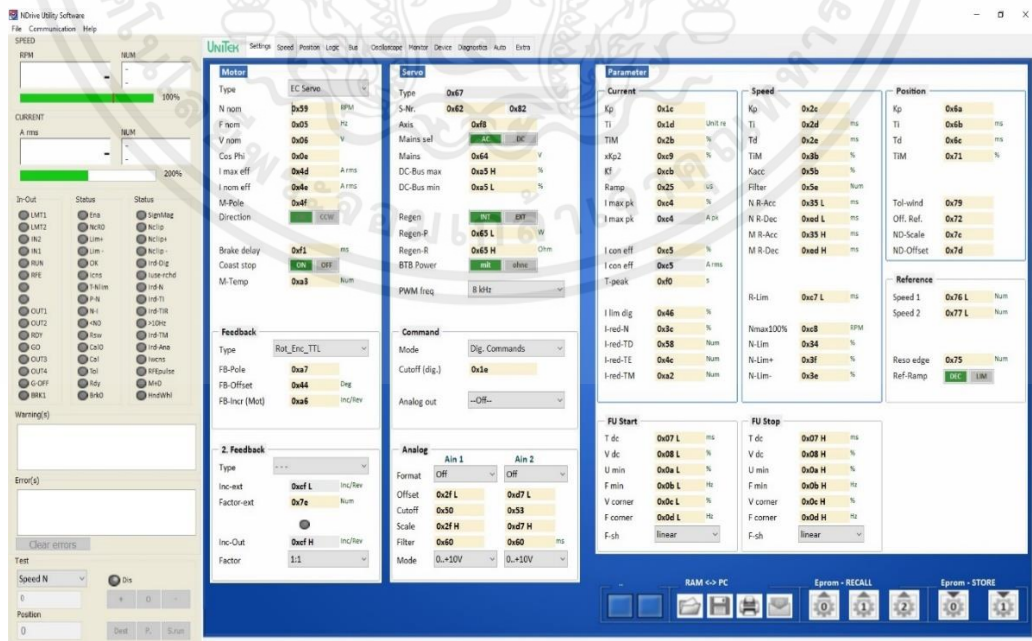 NDrive Utility Software
File Communication Help
SPEED
RPM NUM
-
100%
CURRENT
A rms NUM
-
200%
In-Out Status Status
LMT1 Ena SignMag
LMT2 NcR0 Nclip
IN2 Lim+ Nclip+
IN1 Lim- Nclip-
RUN OK Ird-Dig
RFE Icns Iuse-rchd
T-Nlim Ird-N
P-N Ird-TI
OUT1 N-I Ird-TIR
OUT2 <N0 >10Hz
RDY Rsw Ird-TM
GO Cal0 Ird-Ana
OUT3 Cal Iwcns
OUT4 Tol RFEpulse
G-OFF Rdy M+D
BRK1 Brk0 HndWhl
Warning(s)
Error(s)
Clear errors
Test
Speed N Dis
0 + 0 -
Position
0 Dest P. S.run
UNITEK Settings Speed Position Logic Bus Oscilloscope Monitor Device Diagnostics Auto Extra
Motor
Type EC Servo
N nom 0x59 RPM
F nom 0x05 Hz
V nom 0x06 V
Cos Phi 0x0e
I max eff 0x4d A rms
I nom eff 0x4e A rms
M-Pole 0x4f
Direction CCW
Brake delay 0xf1 ms
Coast stop ON OFF
M-Temp 0xa3 Num
Feedback
Type Rot_Enc_TTL
FB-Pole 0xa7
FB-Offset 0x44 Deg
FB-Incr (Mot) 0xa6 Inc/Rev
2. Feedback
Type ---
Inc-ext 0xcf L Inc/Rev
Factor-ext 0x7e Num
Inc-Out 0xcf H Inc/Rev
Factor 1:1
Servo
Type 0x67
S-Nr. 0x62 0x82
Axis 0xf8
Mains sel AC DC
Mains 0x64 V
DC-Bus max 0xa5 H %
DC-Bus min 0xa5 L %
Regen INT EXT
Regen-P 0x65 L W
Regen-R 0x65 H Ohm
BTB Power mit ohne
PWM freq 8 kHz
Command
Mode Dig. Commands
Cutoff (dig.) 0x1e
Analog out --Off--
Analog
Ain 1 Ain 2
Format Off Off
Offset 0x2f L 0xd7 L
Cutoff 0x50 0x53
Scale 0x2f H 0xd7 H
Filter 0x60 0x60 ms
Mode 0..+10V 0..+10V
Parameter
Current
Kp 0x1c
Ti 0x1d Unit re
TiM 0x2b %
xKp2 0xc9 %
Kf 0xcb %
Ramp 0x25 us
I max pk 0xc4 %
I max pk 0xc4 A pk
I con eff 0xc5 %
I con eff 0xc5 A rms
T-peak 0xf0 s
I lim dig 0x46 %
I-red-N 0x3c %
I-red-TD 0x58 Num
I-red-TE 0x4c Num
I-red-TM 0xa2 Num
Speed
Kp 0x2c
Ti 0x2d ms
Td 0x2e ms
TiM 0x3b %
Kacc 0x5b %
Filter 0x5e Num
N R-Acc 0x35 L ms
N R-Dec 0xed L ms
M R-Acc 0x35 H ms
M R-Dec 0xed H ms
R-Lim 0xc7 L ms
Nmax100% 0xc8 RPM
N-Lim 0x34 %
N-Lim+ 0x3f %
N-Lim- 0x3e %
Position
Kp 0x6a
Ti 0x6b ms
Td 0x6c ms
TiM 0x71 %
Tol-wind 0x79
Off. Ref. 0x72
ND-Scale 0x7c
ND-Offset 0x7d
Reference
Speed 1 0x76 L Num
Speed 2 0x77 L Num
Reso edge 0x75 Num
Ref-Ramp DEC LIM
FU Start
T dc 0x07 L ms
V dc 0x08 L %
U min 0x0a L %
F min 0x0b L Hz
V corner 0x0c L %
F corner 0x0d L Hz
F-sh linear
FU Stop
T dc 0x07 H ms
V dc 0x08 H %
U min 0x0a H %
F min 0x0b H Hz
V corner 0x0c H %
F corner 0x0d H Hz
F-sh linear
RAM <-> PC Eprom - RECALL Eprom - STORE
0 1 2 0 1